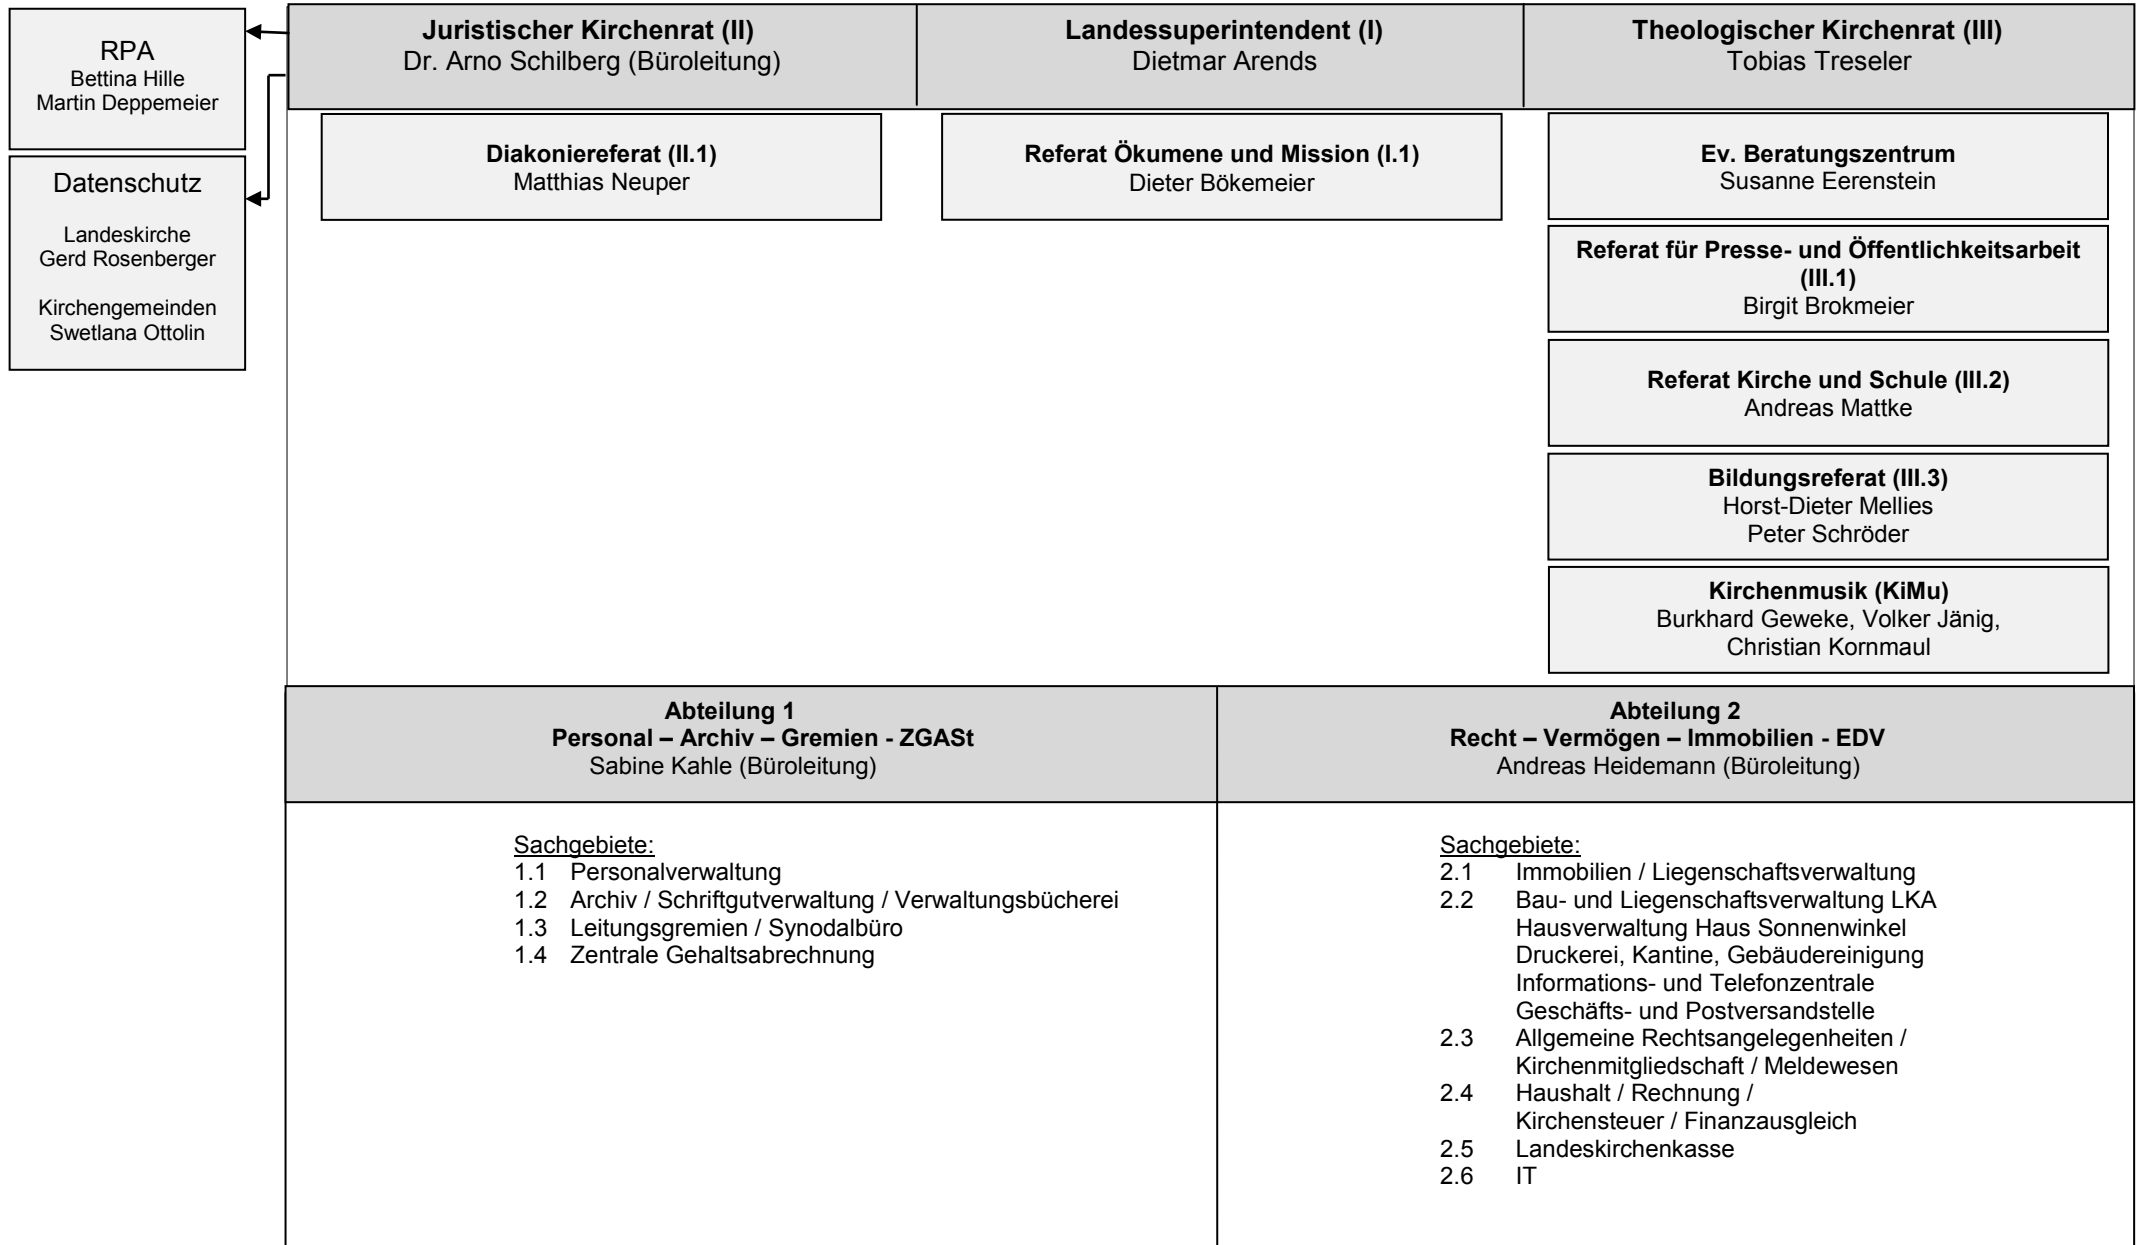 RPA
Bettina Hille
Martin Deppemeier
Datenschutz
Landeskirche
Gerd Rosenberger
Kirchengemeinden
Swetlana Ottolin
Juristischer Kirchenrat (II)
Dr. Arno Schilberg (Büroleitung)
Landessuperintendent (I)
Dietmar Arends
Theologischer Kirchenrat (III)
Tobias Treseler
Diakoniereferat (II.1)
Matthias Neuper
Referat Ökumene und Mission (I.1)
Dieter Bökemeier
Ev. Beratungszentrum
Susanne Eerenstein
Referat für Presse- und Öffentlichkeitsarbeit
(III.1)
Birgit Brokmeier
Referat Kirche und Schule (III.2)
Andreas Mattke
Bildungsreferat (III.3)
Horst-Dieter Mellies
Peter Schröder
Kirchenmusik (KiMu)
Burkhard Geweke, Volker Jänig,
Christian Kornmaul
Abteilung 1
Personal – Archiv – Gremien - ZGASt
Sabine Kahle (Büroleitung)
Abteilung 2
Recht – Vermögen – Immobilien - EDV
Andreas Heidemann (Büroleitung)
Sachgebiete:
1.1 Personalverwaltung
1.2 Archiv / Schriftgutverwaltung / Verwaltungsbücherei
1.3 Leitungsgremien / Synodalbüro
1.4 Zentrale Gehaltsabrechnung
Sachgebiete:
2.1 Immobilien / Liegenschaftsverwaltung
2.2 Bau- und Liegenschaftsverwaltung LKA
Hausverwaltung Haus Sonnenwinkel
Druckerei, Kantine, Gebäudereinigung
Informations- und Telefonzentrale
Geschäfts- und Postversandstelle
2.3 Allgemeine Rechtsangelegenheiten /
Kirchenmitgliedschaft / Meldewesen
2.4 Haushalt / Rechnung /
Kirchensteuer / Finanzausgleich
2.5 Landeskirchenkasse
2.6 IT